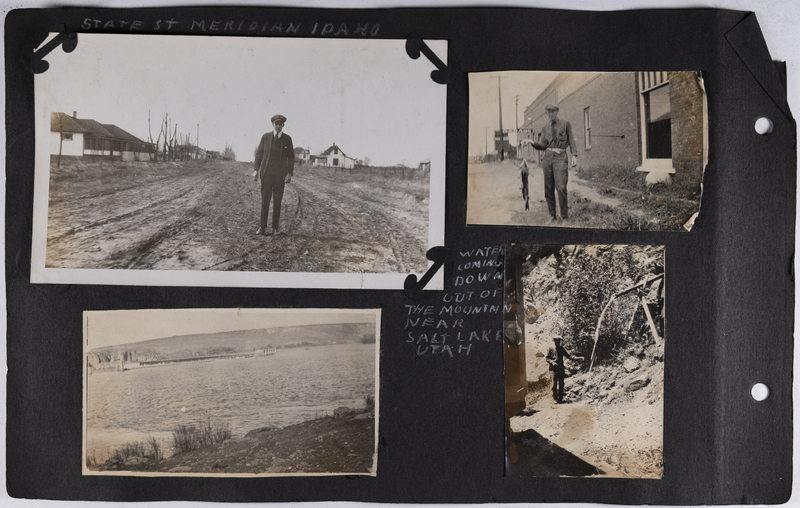 STATE ST MERIDIAN IDAHO
WATER
COMING
DOWN
OUT OF
THE MOUNTAIN
NEAR
SALT LAKE
UTAH